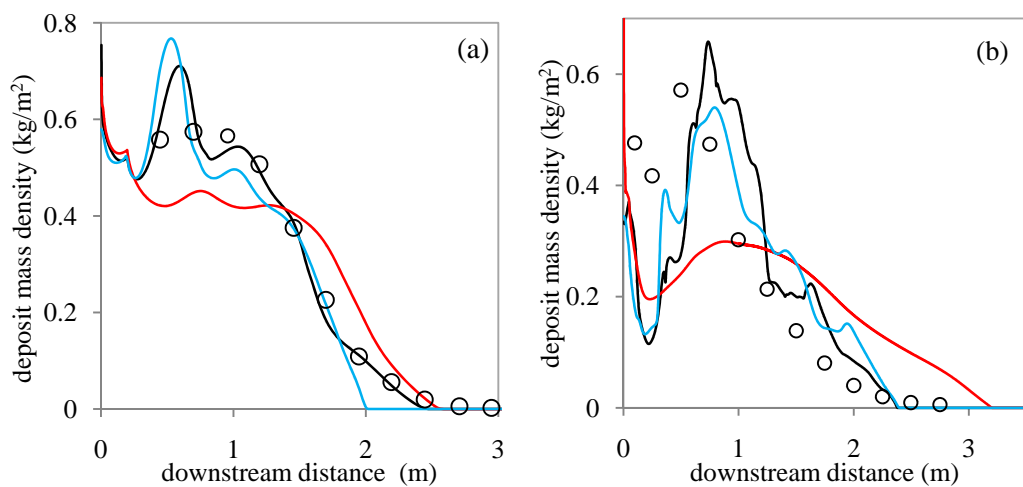 0.8
0.6
0.4
0.2
0
deposit mass density (kg/m²)
(a)
0 1 2 3
downstream distance (m)
0.6
0.4
0.2
0
deposit mass density (kg/m²)
(b)
0 1 2 3
downstream distance (m)